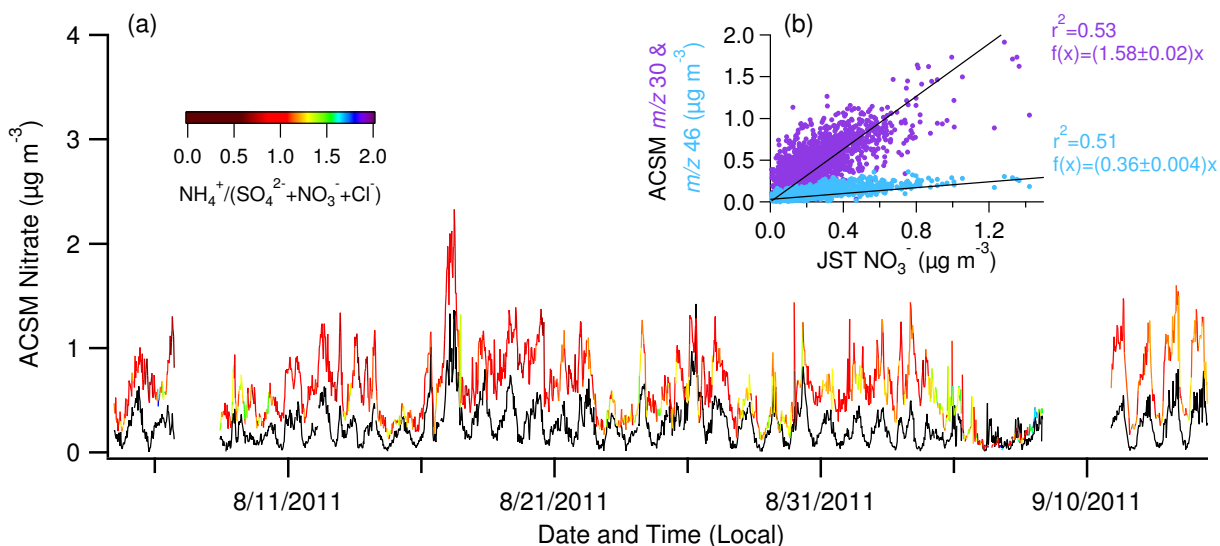 (a)
4
3
2
1
0
ACSM Nitrate (µg m⁻³)
0.0 0.5 1.0 1.5 2.0
NH₄⁺/(SO₄²⁻+NO₃⁻+Cl⁻)
8/11/2011 8/21/2011 8/31/2011 9/10/2011
Date and Time (Local)
(b)
ACSM m/z 30 &
m/z 46 (µg m⁻³)
2.0
1.5
1.0
0.5
0.0
0.0 0.4 0.8 1.2
JST NO₃⁻ (µg m⁻³)
r²=0.53
f(x)=(1.58±0.02)x
r²=0.51
f(x)=(0.36±0.004)x